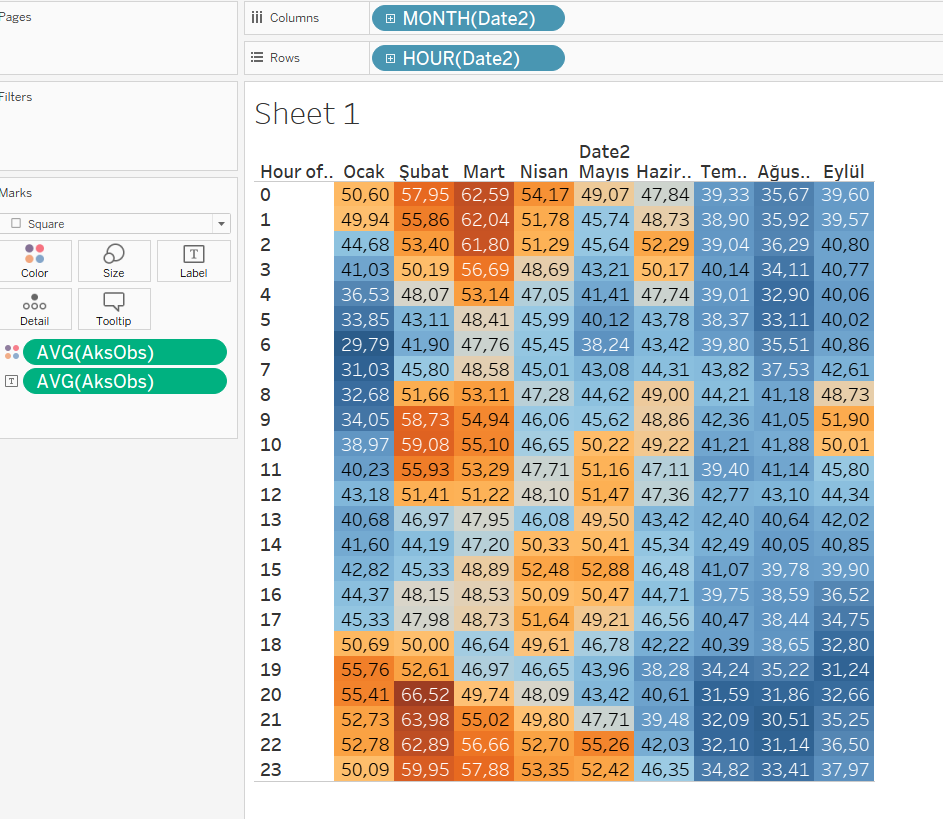 Pages
Columns
MONTH(Date2)
Rows
HOUR(Date2)
Filters
Marks
Square
Color
Size
Label
Detail
Tooltip
AVG(AksObs)
AVG(AksObs)
Sheet 1
Date2
Hour of.. Ocak Şubat Mart Nisan Mayıs Hazir.. Tem.. Ağus.. Eylül
0 50,60 57,95 62,59 54,17 49,07 47,84 39,33 35,67 39,60
1 49,94 55,86 62,04 51,78 45,74 48,73 38,90 35,92 39,57
2 44,68 53,40 61,80 51,29 45,64 52,29 39,04 36,29 40,80
3 41,03 50,19 56,69 48,69 43,21 50,17 40,14 34,11 40,77
4 36,53 48,07 53,14 47,05 41,41 47,74 39,01 32,90 40,06
5 33,85 43,11 48,41 45,99 40,12 43,78 38,37 33,11 40,02
6 29,79 41,90 47,76 45,45 38,24 43,42 39,80 35,51 40,86
7 31,03 45,80 48,58 45,01 43,08 44,31 43,82 37,53 42,61
8 32,68 51,66 53,11 47,28 44,62 49,00 44,21 41,18 48,73
9 34,05 58,73 54,94 46,06 45,62 48,86 42,36 41,05 51,90
10 38,97 59,08 55,10 46,65 50,22 49,22 41,21 41,88 50,01
11 40,23 55,93 53,29 47,71 51,16 47,11 39,40 41,14 45,80
12 43,18 51,41 51,22 48,10 51,47 47,36 42,77 43,10 44,34
13 40,68 46,97 47,95 46,08 49,50 43,42 42,40 40,64 42,02
14 41,60 44,19 47,20 50,33 50,41 45,34 42,49 40,05 40,85
15 42,82 45,33 48,89 52,48 52,88 46,48 41,07 39,78 39,90
16 44,37 48,15 48,53 50,09 50,47 44,71 39,75 38,59 36,52
17 45,33 47,98 48,73 51,64 49,21 46,56 40,47 38,44 34,75
18 50,69 50,00 46,64 49,61 46,78 42,22 40,39 38,65 32,80
19 55,76 52,61 46,97 46,65 43,96 38,28 34,24 35,22 31,24
20 55,41 66,52 49,74 48,09 43,42 40,61 31,59 31,86 32,66
21 52,73 63,98 55,02 49,80 47,71 39,48 32,09 30,51 35,25
22 52,78 62,89 56,66 52,70 55,26 42,03 32,10 31,14 36,50
23 50,09 59,95 57,88 53,35 52,42 46,35 34,82 33,41 37,97